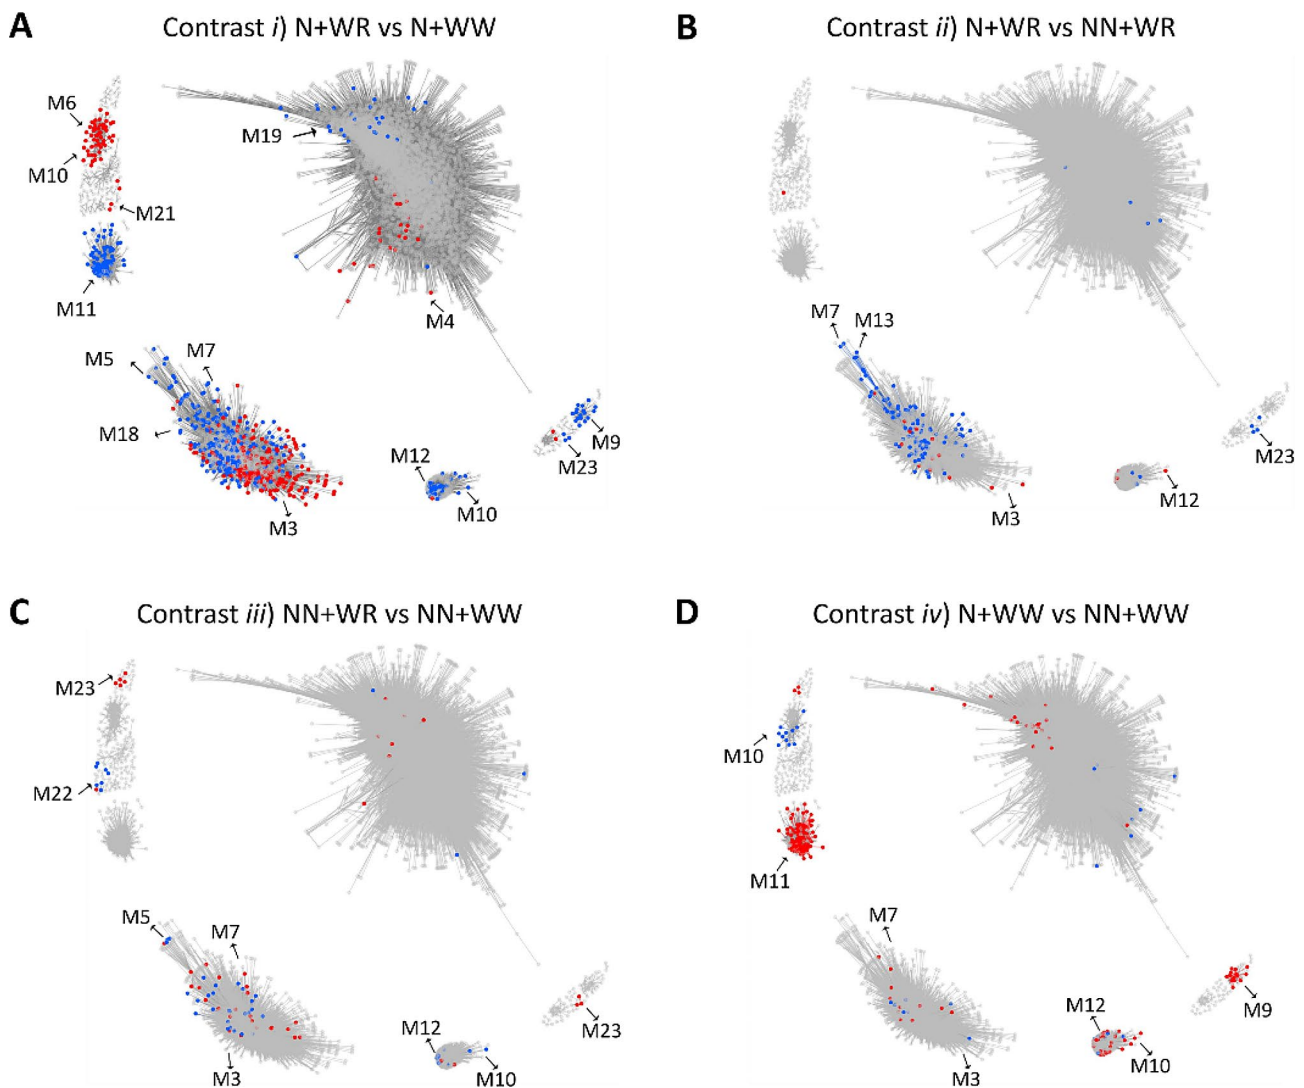 A
Contrast i) N+WR vs N+WW
M6
M10
M21
M11
M19
M4
M5
M7
M18
M3
M12
M10
M9
M23
B
Contrast ii) N+WR vs NN+WR
M7
M13
M3
M12
M23
C
Contrast iii) NN+WR vs NN+WW
M23
M22
M5
M7
M3
M12
M10
M23
D
Contrast iv) N+WW vs NN+WW
M10
M11
M7
M3
M12
M10
M9